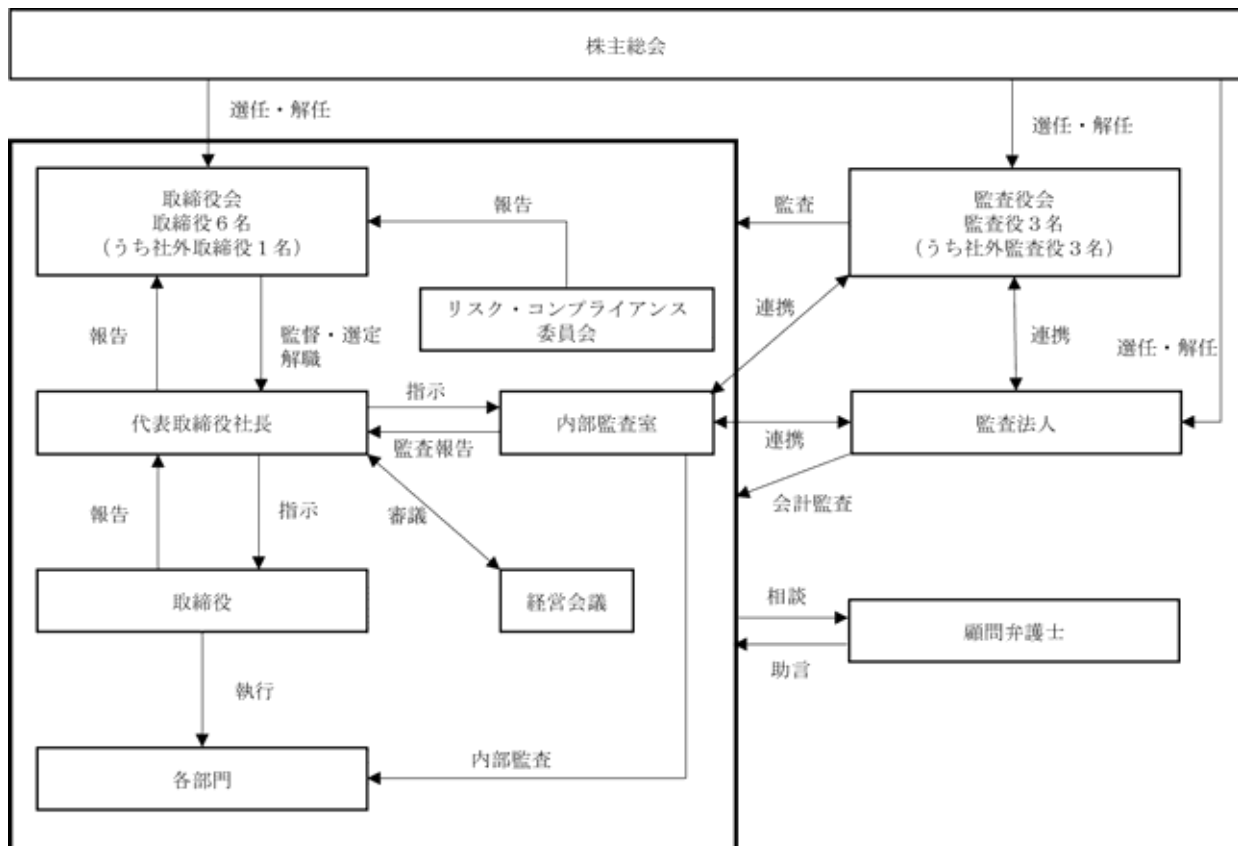 株主総会
選任・解任
選任・解任
取締役会
取締役６名
（うち社外取締役１名）
報告
監査
監査役会
監査役３名
（うち社外監査役３名）
リスク・コンプライアンス
委員会
連携
報告
監督・選定
解職
連携
選任・解任
指示
代表取締役社長
内部監査室
監査法人
監査報告
連携
会計監査
報告
指示
審議
取締役
経営会議
相談
顧問弁護士
助言
執行
内部監査
各部門